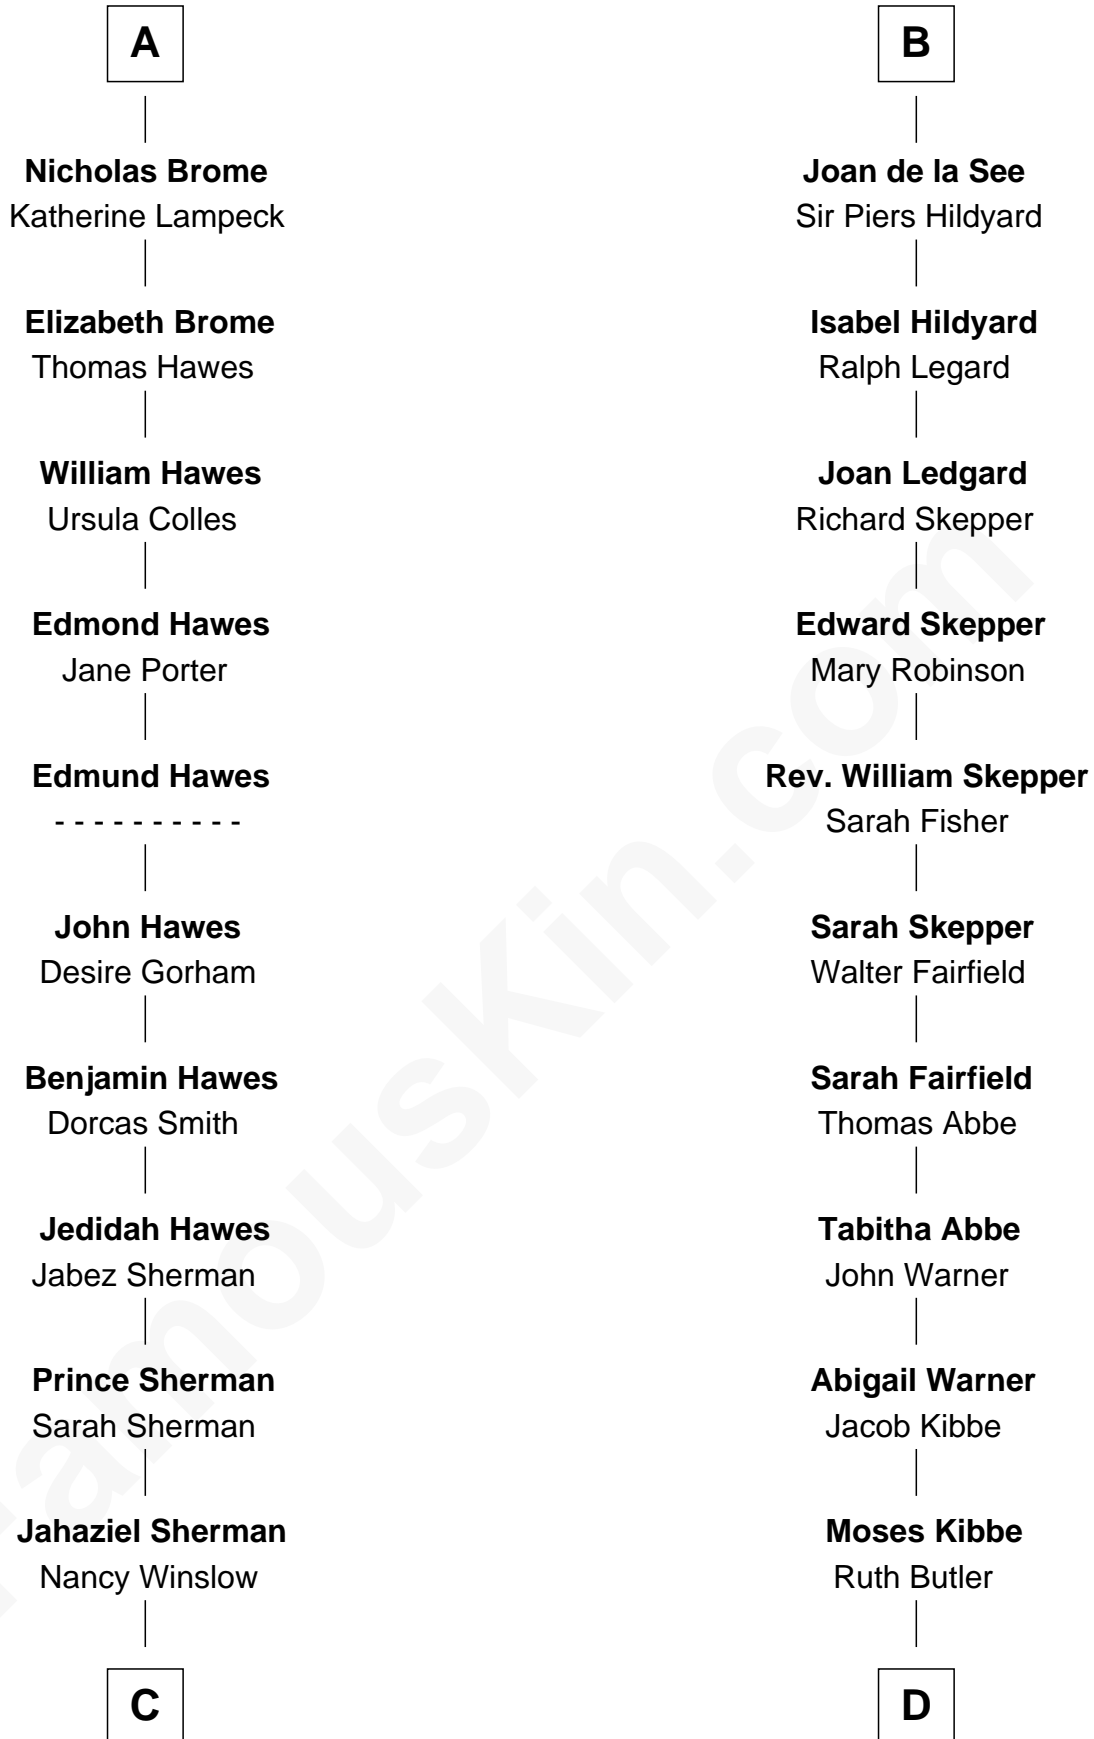 A
Nicholas Brome
Katherine Lampeck
Elizabeth Brome
Thomas Hawes
William Hawes
Ursula Colles
Edmond Hawes
Jane Porter
Edmund Hawes
- - - - - - - - - -
John Hawes
Desire Gorham
Benjamin Hawes
Dorcas Smith
Jedidah Hawes
Jabez Sherman
Prince Sherman
Sarah Sherman
Jahaziel Sherman
Nancy Winslow
C
B
Joan de la See
Sir Piers Hildyard
Isabel Hildyard
Ralph Legard
Joan Ledgard
Richard Skepper
Edward Skepper
Mary Robinson
Rev. William Skepper
Sarah Fisher
Sarah Skepper
Walter Fairfield
Sarah Fairfield
Thomas Abbe
Tabitha Abbe
John Warner
Abigail Warner
Jacob Kibbe
Moses Kibbe
Ruth Butler
D
FamousKin.com